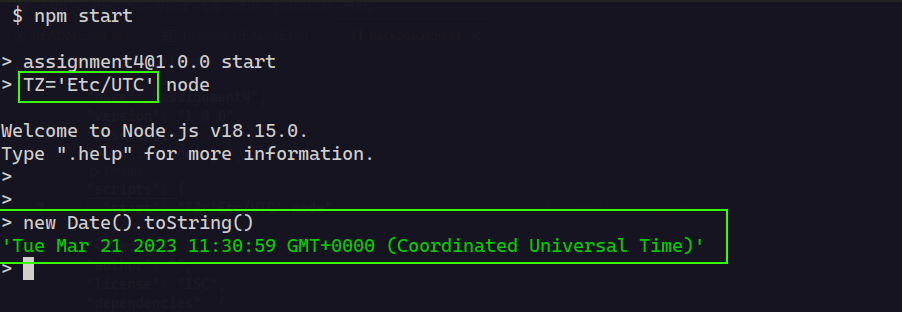 $ npm start
> assignment4@1.0.0 start
> TZ='Etc/UTC' node
Welcome to Node.js v18.15.0.
Type ".help" for more information.
>
>
> new Date().toString()
'Tue Mar 21 2023 11:30:59 GMT+0000 (Coordinated Universal Time)'
>